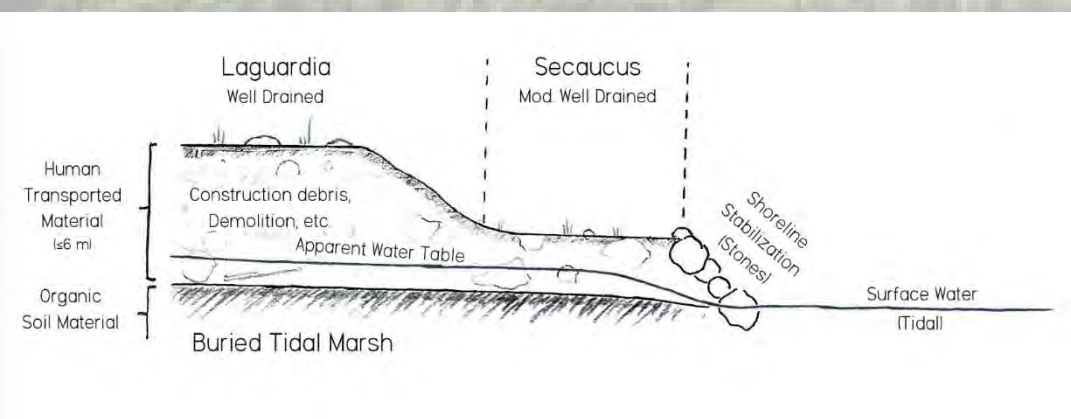 Laguardia
Well Drained
Secaucus
Mod. Well Drained
Human
Transported
Material
(≤6 m)
Construction debris,
Demolition, etc.
Apparent Water Table
Shoreline
Stabilization
(Stones)
Organic
Soil Material
Surface Water
(Tidal)
Buried Tidal Marsh